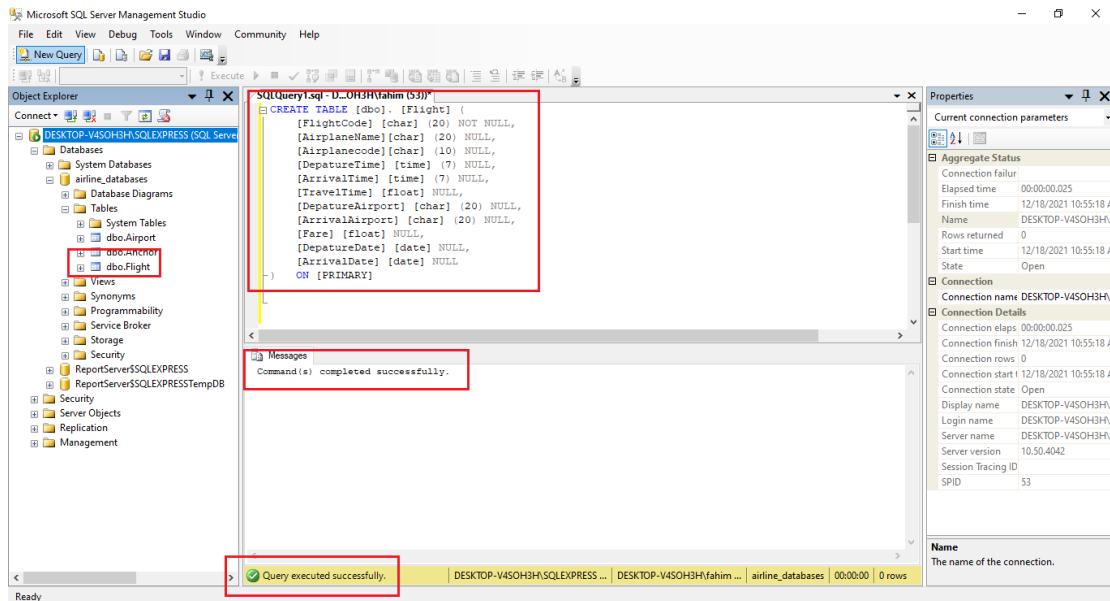 Microsoft SQL Server Management Studio
File Edit View Debug Tools Window Community Help
New Query
Execute
Object Explorer
Connect
DESKTOP-V4SOH3H\SQLEXPRESS (SQL Serve
Databases
System Databases
airline_databases
Database Diagrams
Tables
System Tables
dbo.Airport
dbo.Anchor
dbo.Flight
Views
Synonyms
Programmability
Service Broker
Storage
Security
ReportServer$SQLEXPRESS
ReportServer$SQLEXPRESSTempDB
Security
Server Objects
Replication
Management
SQLQuery1.sql - D...OH3H\fahim (53))*
CREATE TABLE [dbo]. [Flight] (
[FlightCode] [char] (20) NOT NULL,
[AirplaneName][char] (20) NULL,
[Airplanecode][char] (10) NULL,
[DepatureTime] [time] (7) NULL,
[ArrivalTime] [time] (7) NULL,
[TravelTime] [float] NULL,
[DepatureAirport] [char] (20) NULL,
[ArrivalAirport] [char] (20) NULL,
[Fare] [float] NULL,
[DepatureDate] [date] NULL,
[ArrivalDate] [date] NULL
) ON [PRIMARY]
Messages
Command(s) completed successfully.
Query executed successfully.
DESKTOP-V4SOH3H\SQLEXPRESS ... DESKTOP-V4SOH3H\fahim ... airline_databases 00:00:00 0 rows
Properties
Current connection parameters
Aggregate Status
Connection failur
Elapsed time 00:00:00.025
Finish time 12/18/2021 10:55:18 A
Name DESKTOP-V4SOH3H\
Rows returned 0
Start time 12/18/2021 10:55:18 A
State Open
Connection
Connection name DESKTOP-V4SOH3H\
Connection Details
Connection elaps 00:00:00.025
Connection finish 12/18/2021 10:55:18 A
Connection rows 0
Connection start t 12/18/2021 10:55:18 A
Connection state Open
Display name DESKTOP-V4SOH3H\
Login name DESKTOP-V4SOH3H\
Server name DESKTOP-V4SOH3H\
Server version 10.50.4042
Session Tracing ID
SPID 53
Name
The name of the connection.
Ready